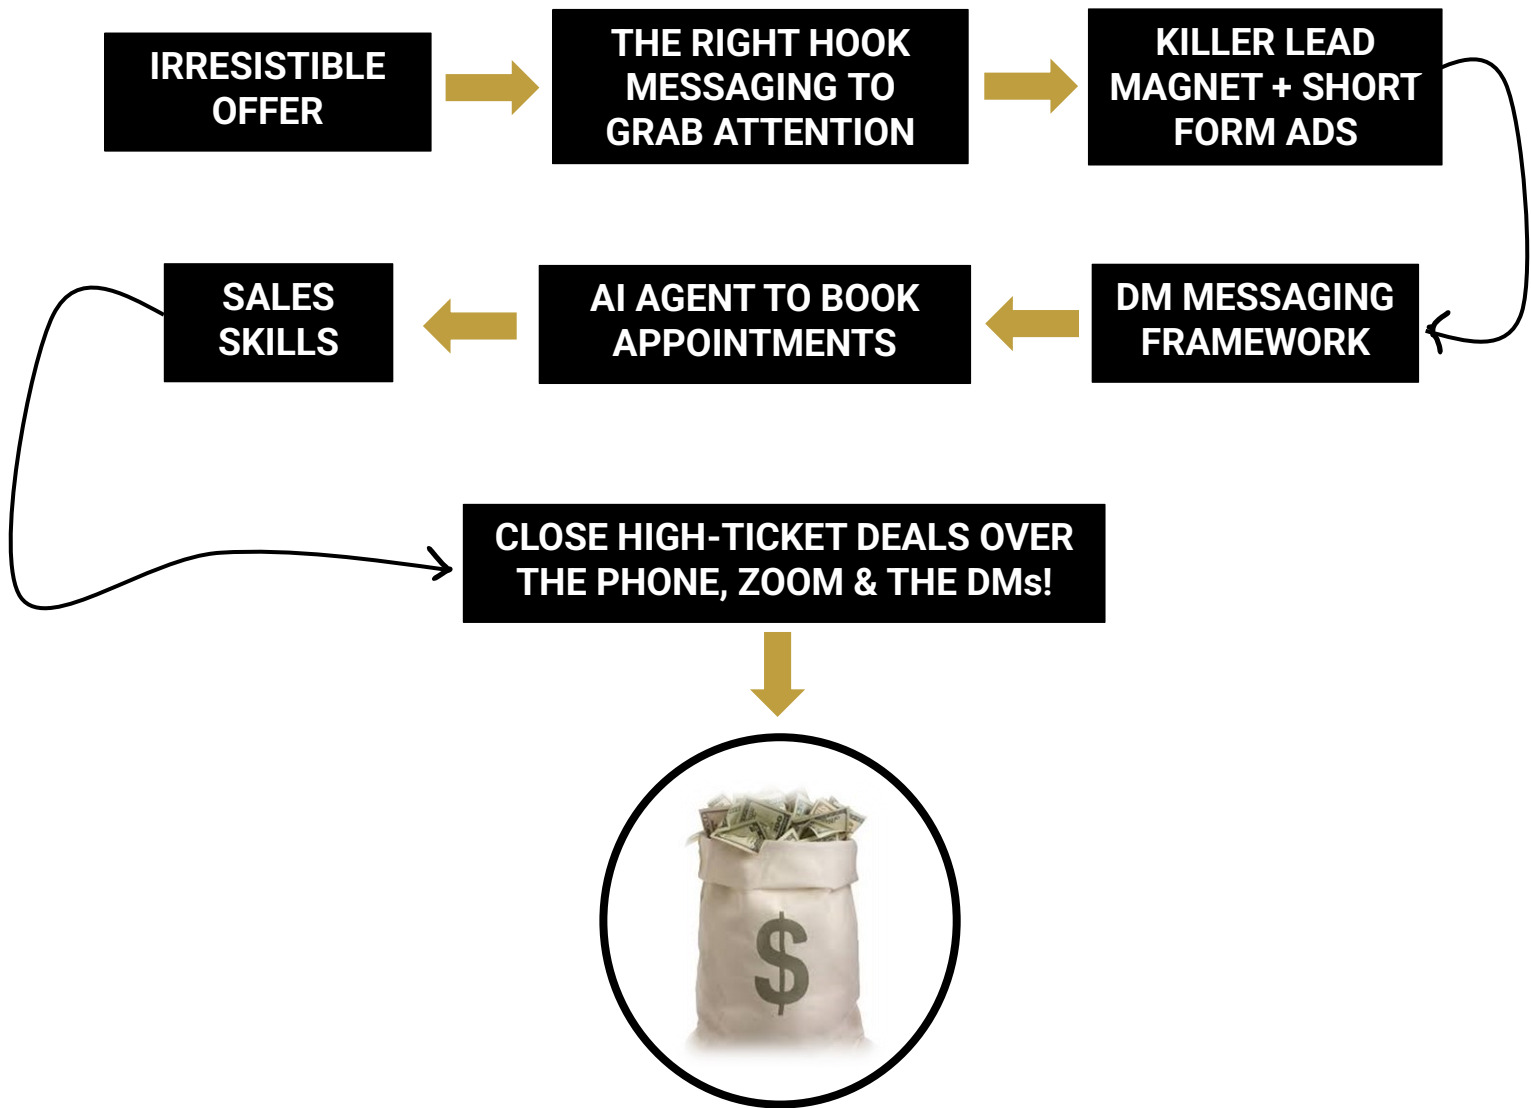 IRRESISTIBLE
OFFER
THE RIGHT HOOK
MESSAGING TO
GRAB ATTENTION
KILLER LEAD
MAGNET + SHORT
FORM ADS
DM MESSAGING
FRAMEWORK
AI AGENT TO BOOK
APPOINTMENTS
SALES
SKILLS
CLOSE HIGH-TICKET DEALS OVER
THE PHONE, ZOOM & THE DMs!
$